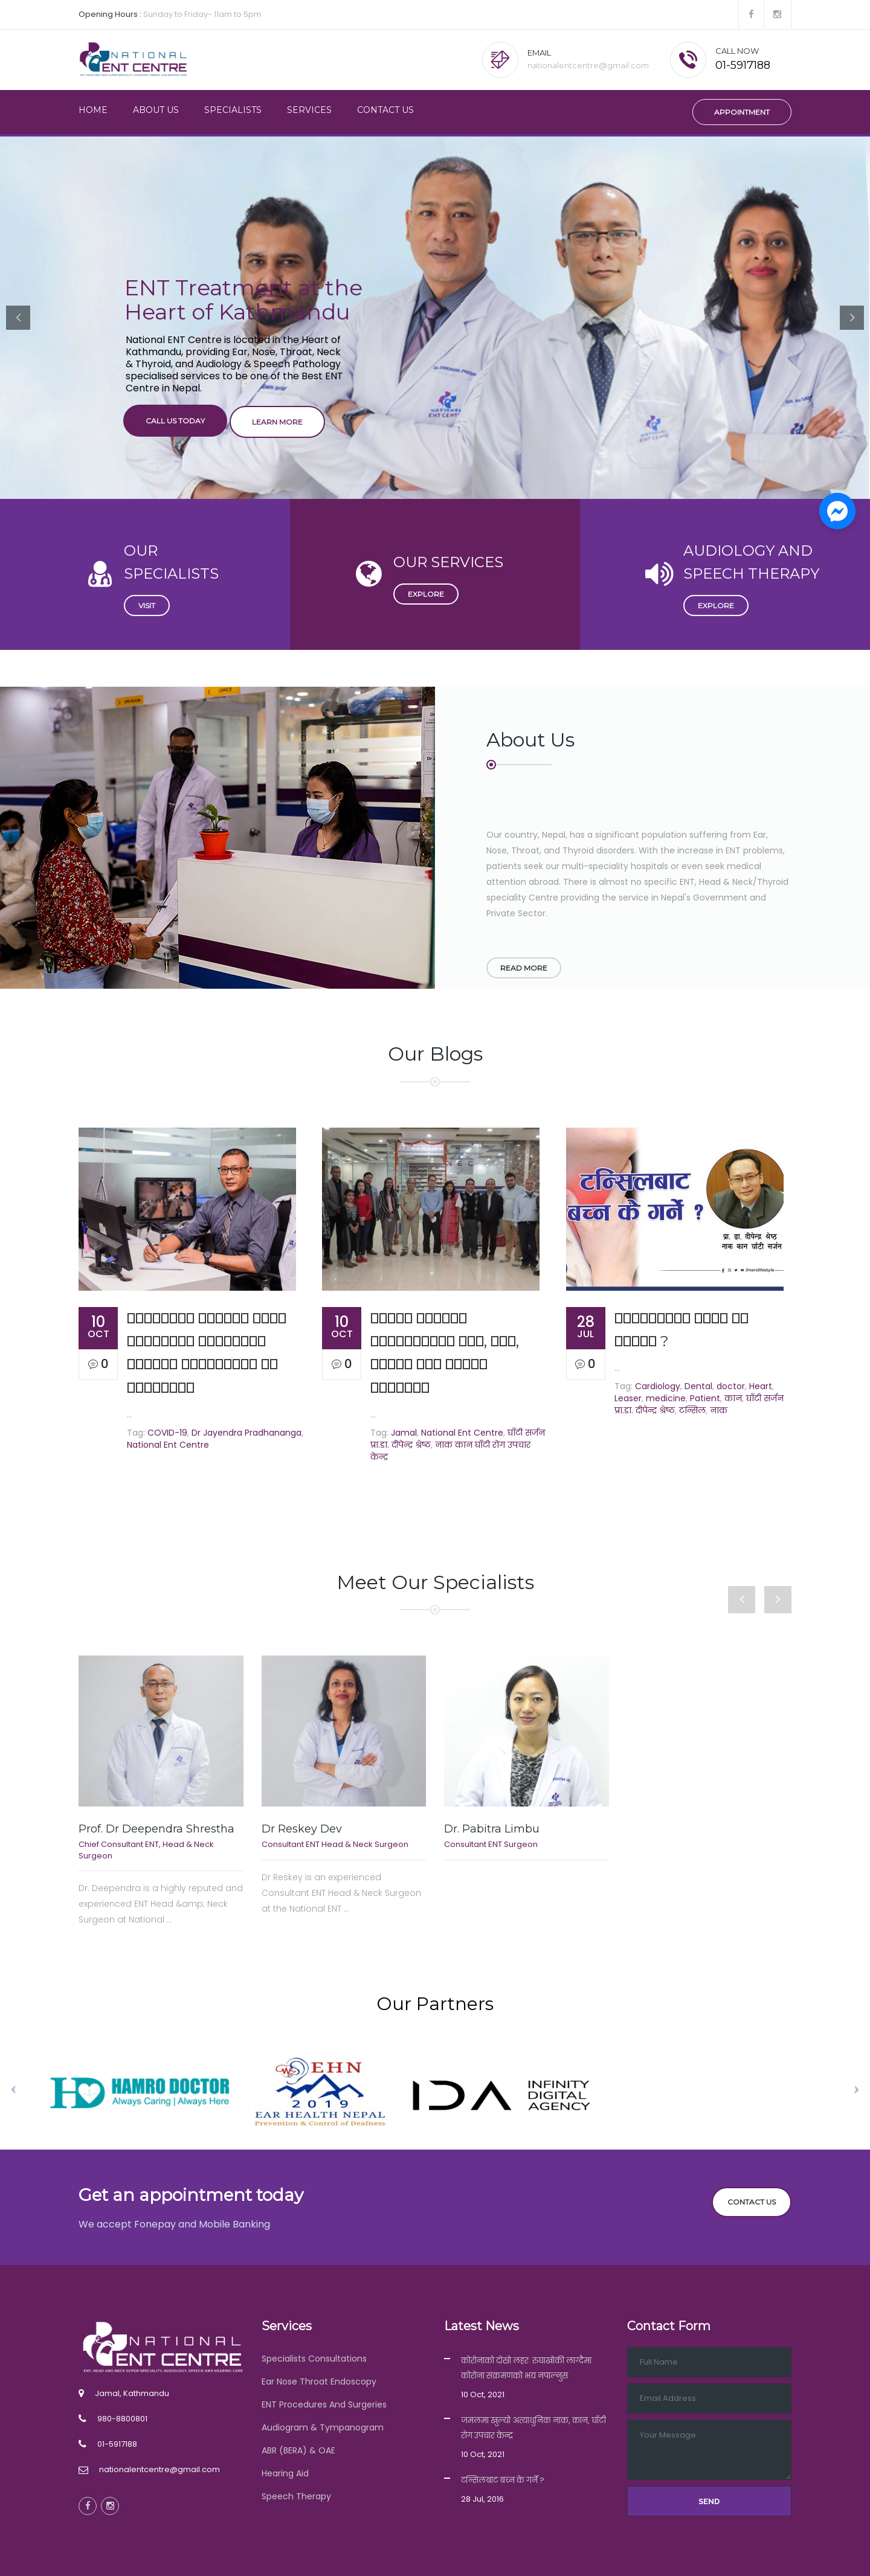 Opening Hours : Sunday to Friday- 11am to 5pm
NATIONAL
ENT CENTRE
EMAIL
nationalentcentre@gmail.com
CALL NOW
01-5917188
HOME
ABOUT US
SPECIALISTS
SERVICES
CONTACT US
APPOINTMENT
ENT Treatment at the
Heart of Kathmandu
National ENT Centre is located in the Heart of
Kathmandu, providing Ear, Nose, Throat, Neck
& Thyroid, and Audiology & Speech Pathology
specialised services to be one of the Best ENT
Centre in Nepal.
CALL US TODAY
LEARN MORE
OUR
SPECIALISTS
VISIT
OUR SERVICES
EXPLORE
AUDIOLOGY AND
SPEECH THERAPY
EXPLORE
About Us
Our country, Nepal, has a significant population suffering from Ear,
Nose, Throat, and Thyroid disorders. With the increase in ENT problems,
patients seek our multi-speciality hospitals or even seek medical
attention abroad. There is almost no specific ENT, Head & Neck/Thyroid
speciality Centre providing the service in Nepal's Government and
Private Sector.
READ MORE
Our Blogs
टन्सिलबाट
बच्न के गर्ने ?
प्रा. डा. दीपेन्द्र श्रेष्ठ
नाक कान घाँटी सर्जन
10
OCT
0
...
Tag: COVID-19, Dr Jayendra Pradhananga,
National Ent Centre
10
OCT
0
...
Tag: Jamal, National Ent Centre, घाँटी सर्जन
प्रा.डा. दीपेन्द्र श्रेष्ठ, नाक कान घाँटी रोग उपचार
केन्द्र
28
JUL
0
?
...
Tag: Cardiology, Dental, doctor, Heart,
Leaser, medicine, Patient, कान, घाँटी सर्जन
प्रा.डा. दीपेन्द्र श्रेष्ठ, टन्सिल, नाक
Meet Our Specialists
Prof. Dr Deependra Shrestha
Chief Consultant ENT, Head & Neck
Surgeon
Dr. Deependra is a highly reputed and
experienced ENT Head &amp; Neck
Surgeon at National ...
Dr Reskey Dev
Consultant ENT Head & Neck Surgeon
Dr Reskey is an experienced
Consultant ENT Head & Neck Surgeon
at the National ENT ...
Dr. Pabitra Limbu
Consultant ENT Surgeon
Our Partners
HD HAMRO DOCTOR
Always Caring | Always Here
EHN
2019
EAR HEALTH NEPAL
Prevention & Control of Deafness
IDA
INFINITY
DIGITAL
AGENCY
Get an appointment today
We accept Fonepay and Mobile Banking
CONTACT US
NATIONAL
ENT CENTRE
ENT, HEAD AND NECK SUPER-SPECIALITY, AUDIOLOGY, SPEECH AND HEARING CARE
Jamal, Kathmandu
980-8800801
01-5917188
nationalentcentre@gmail.com
Services
Specialists Consultations
Ear Nose Throat Endoscopy
ENT Procedures And Surgeries
Audiogram & Tympanogram
ABR (BERA) & OAE
Hearing Aid
Speech Therapy
Latest News
कोरोनाको दोस्रो लहरः रुघाखोकी लाग्दैमा
कोरोना संक्रमणको भय नपाल्नुस्
10 Oct, 2021
जमलमा खुल्यो अत्याधुनिक नाक, कान, घाँटी
रोग उपचार केन्द्र
10 Oct, 2021
टन्सिलबाट बच्न के गर्ने ?
28 Jul, 2016
Contact Form
Full Name
Email Address
Your Message
SEND